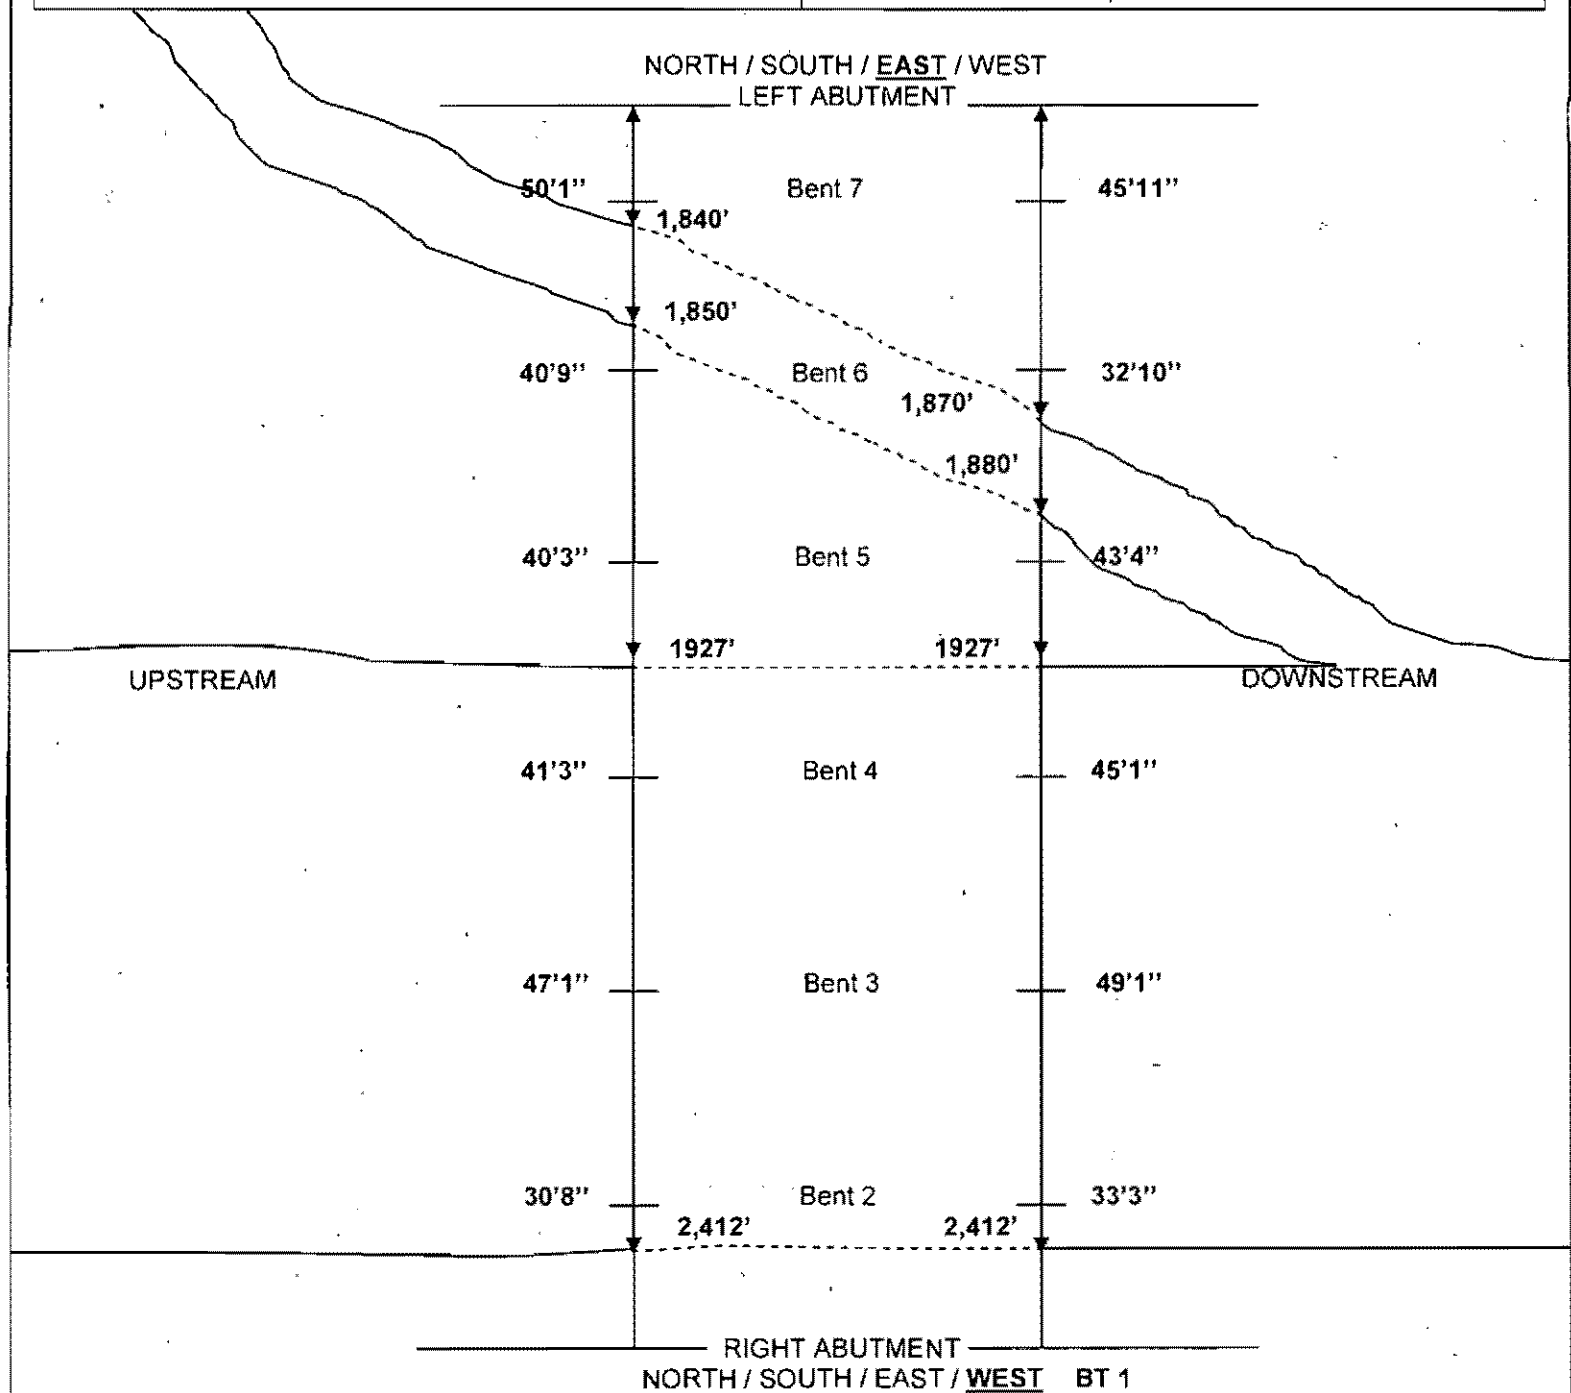 NORTH / SOUTH / EAST / WEST
LEFT ABUTMENT
50'1'' Bent 7 45'11''
1,840'
1,850'
40'9'' Bent 6 32'10''
1,870'
1,880'
40'3'' Bent 5 43'4''
1927' 1927'
UPSTREAM DOWNSTREAM
41'3'' Bent 4 45'1''
47'1'' Bent 3 49'1''
30'8'' Bent 2 33'3''
2,412' 2,412'
RIGHT ABUTMENT
NORTH / SOUTH / EAST / WEST BT 1